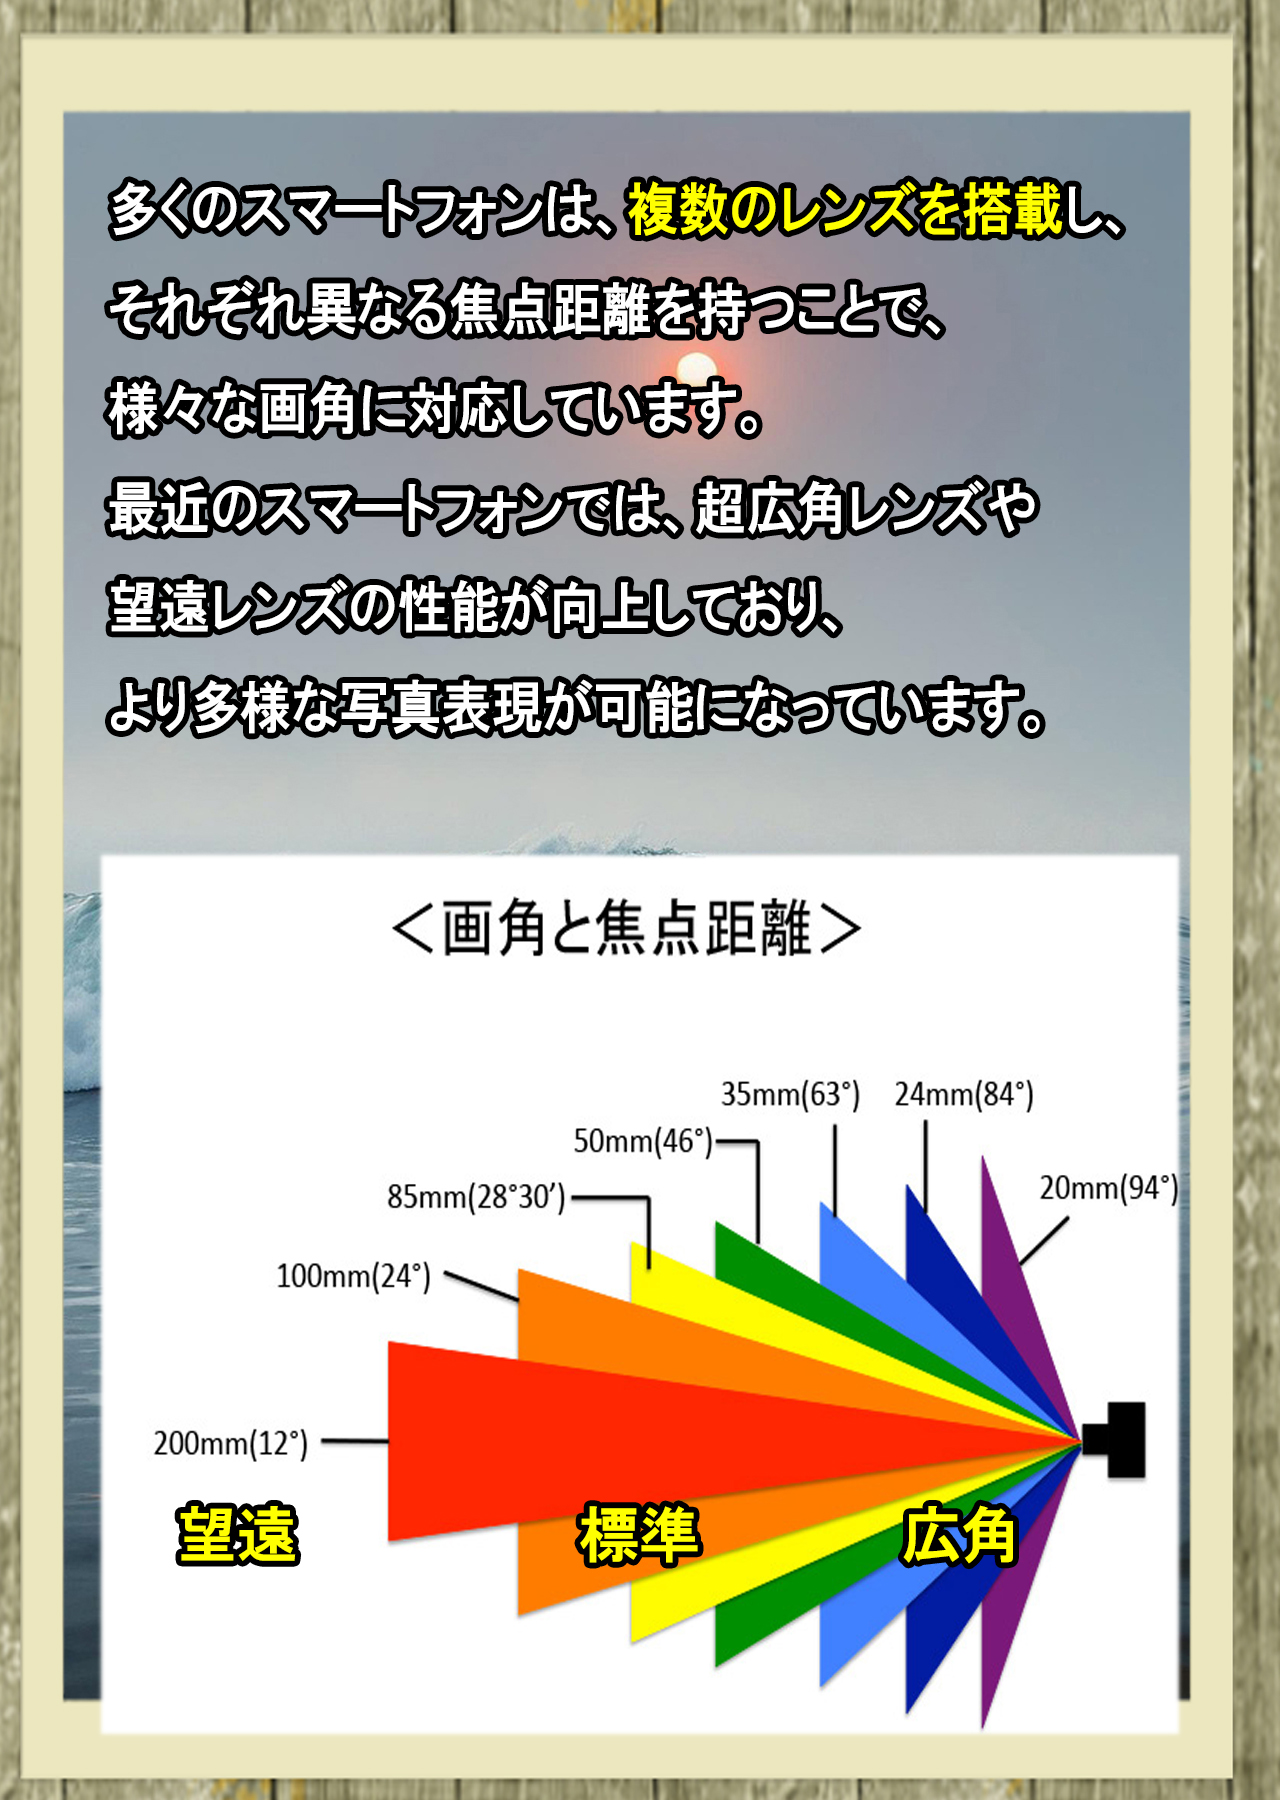 多くのスマートフォンは、複数のレンズを搭載し、
それぞれ異なる焦点距離を持つことで、
様々な画角に対応しています。
最近のスマートフォンでは、超広角レンズや
望遠レンズの性能が向上しており、
より多様な写真表現が可能になっています。
＜画角と焦点距離＞
35mm(63°)
24mm(84°)
50mm(46°)
20mm(94°)
85mm(28°30’)
100mm(24°)
200mm(12°)
望遠
標準
広角